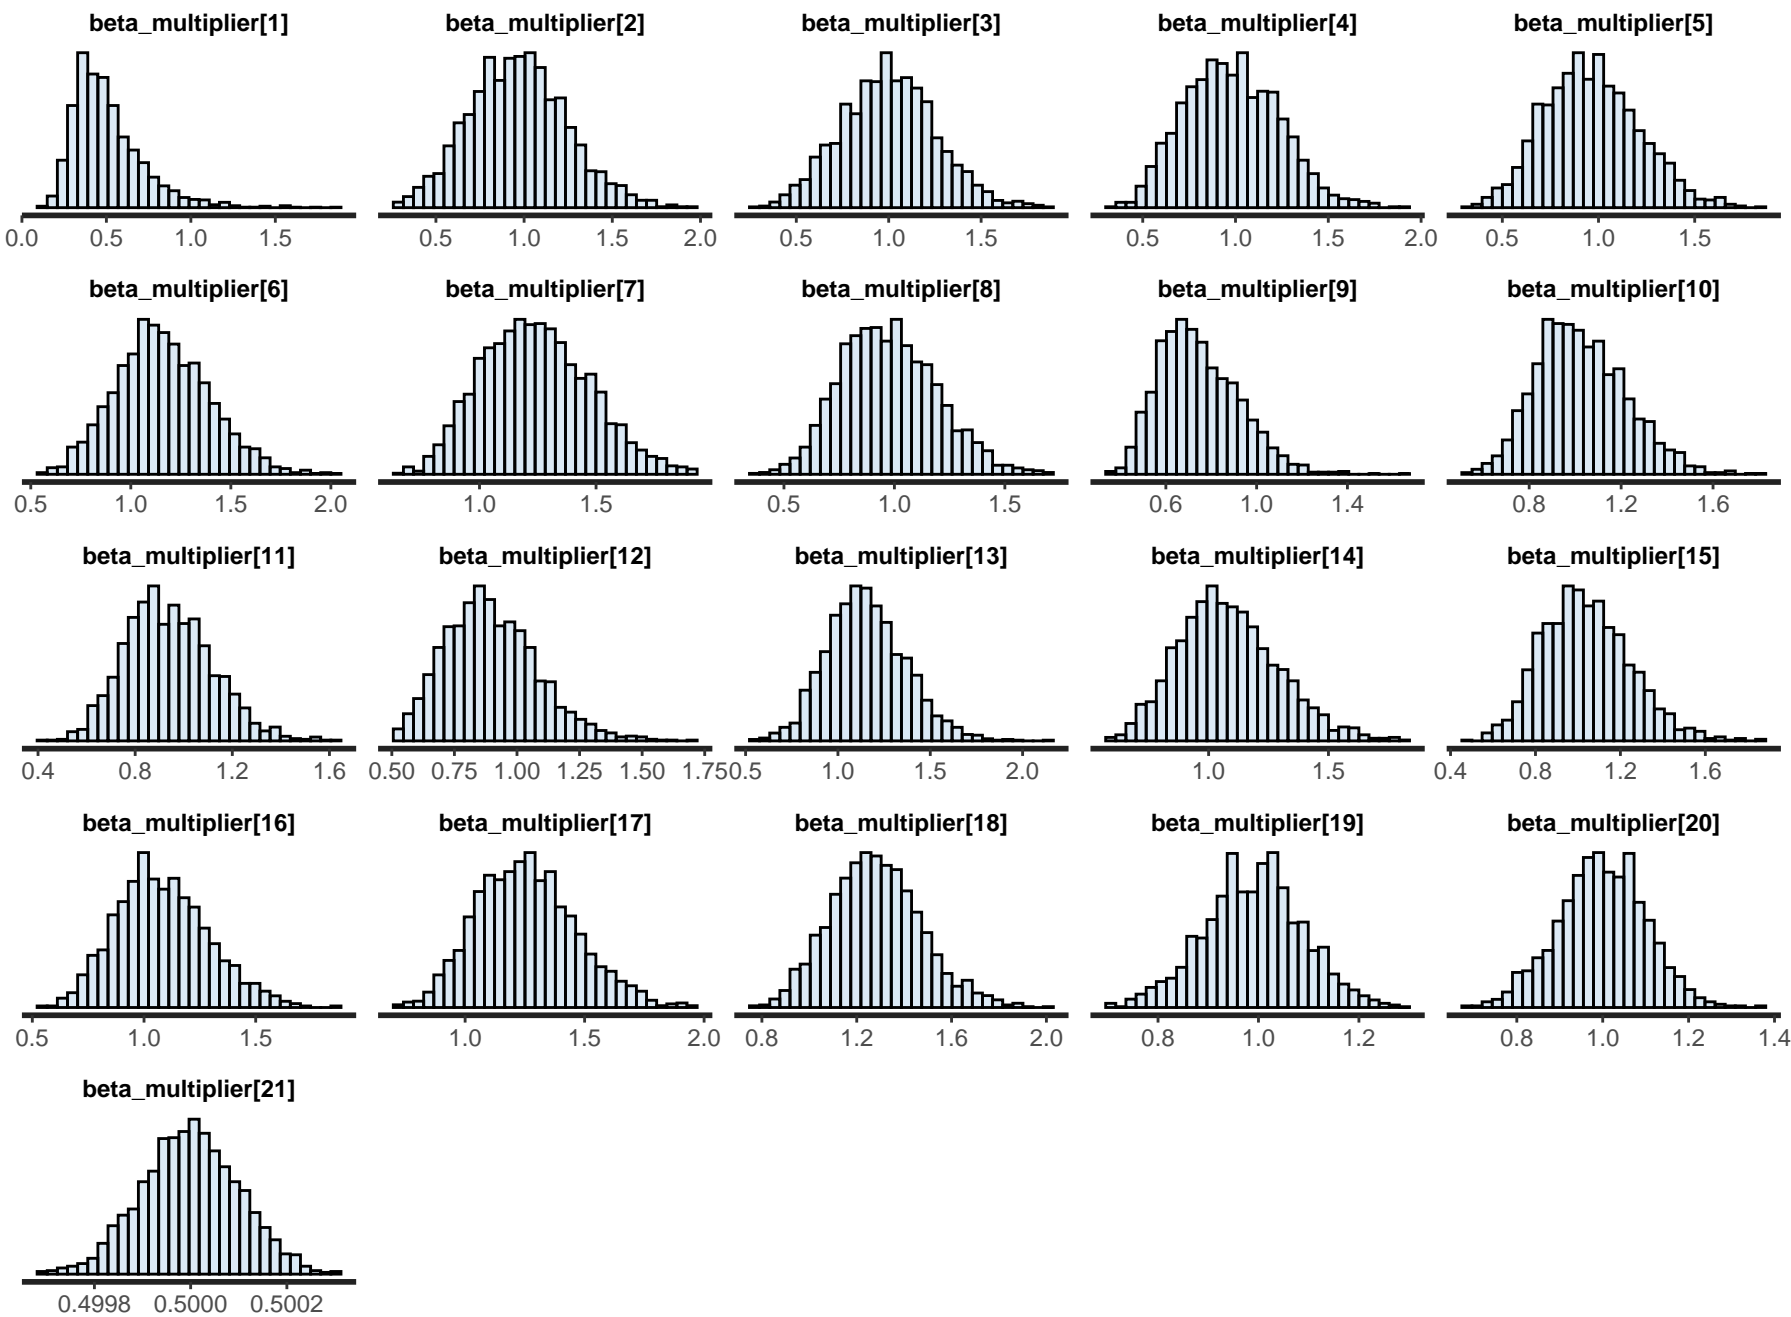 beta_multiplier[1] beta_multiplier[2] beta_multiplier[3] beta_multiplier[4] beta_multiplier[5]
0.0 0.5 1.0 1.5 0.5 1.0 1.5 2.0 0.5 1.0 1.5 0.5 1.0 1.5 2.0 0.5 1.0 1.5
beta_multiplier[6] beta_multiplier[7] beta_multiplier[8] beta_multiplier[9] beta_multiplier[10]
0.5 1.0 1.5 2.0 1.0 1.5 0.5 1.0 1.5 0.6 1.0 1.4 0.8 1.2 1.6
beta_multiplier[11] beta_multiplier[12] beta_multiplier[13] beta_multiplier[14] beta_multiplier[15]
0.4 0.8 1.2 1.6 0.50 0.75 1.00 1.25 1.50 1.75 0.5 1.0 1.5 2.0 1.0 1.5 0.4 0.8 1.2 1.6
beta_multiplier[16] beta_multiplier[17] beta_multiplier[18] beta_multiplier[19] beta_multiplier[20]
0.5 1.0 1.5 1.0 1.5 2.0 0.8 1.2 1.6 2.0 0.8 1.0 1.2 0.8 1.0 1.2 1.4
beta_multiplier[21]
0.4998 0.5000 0.5002